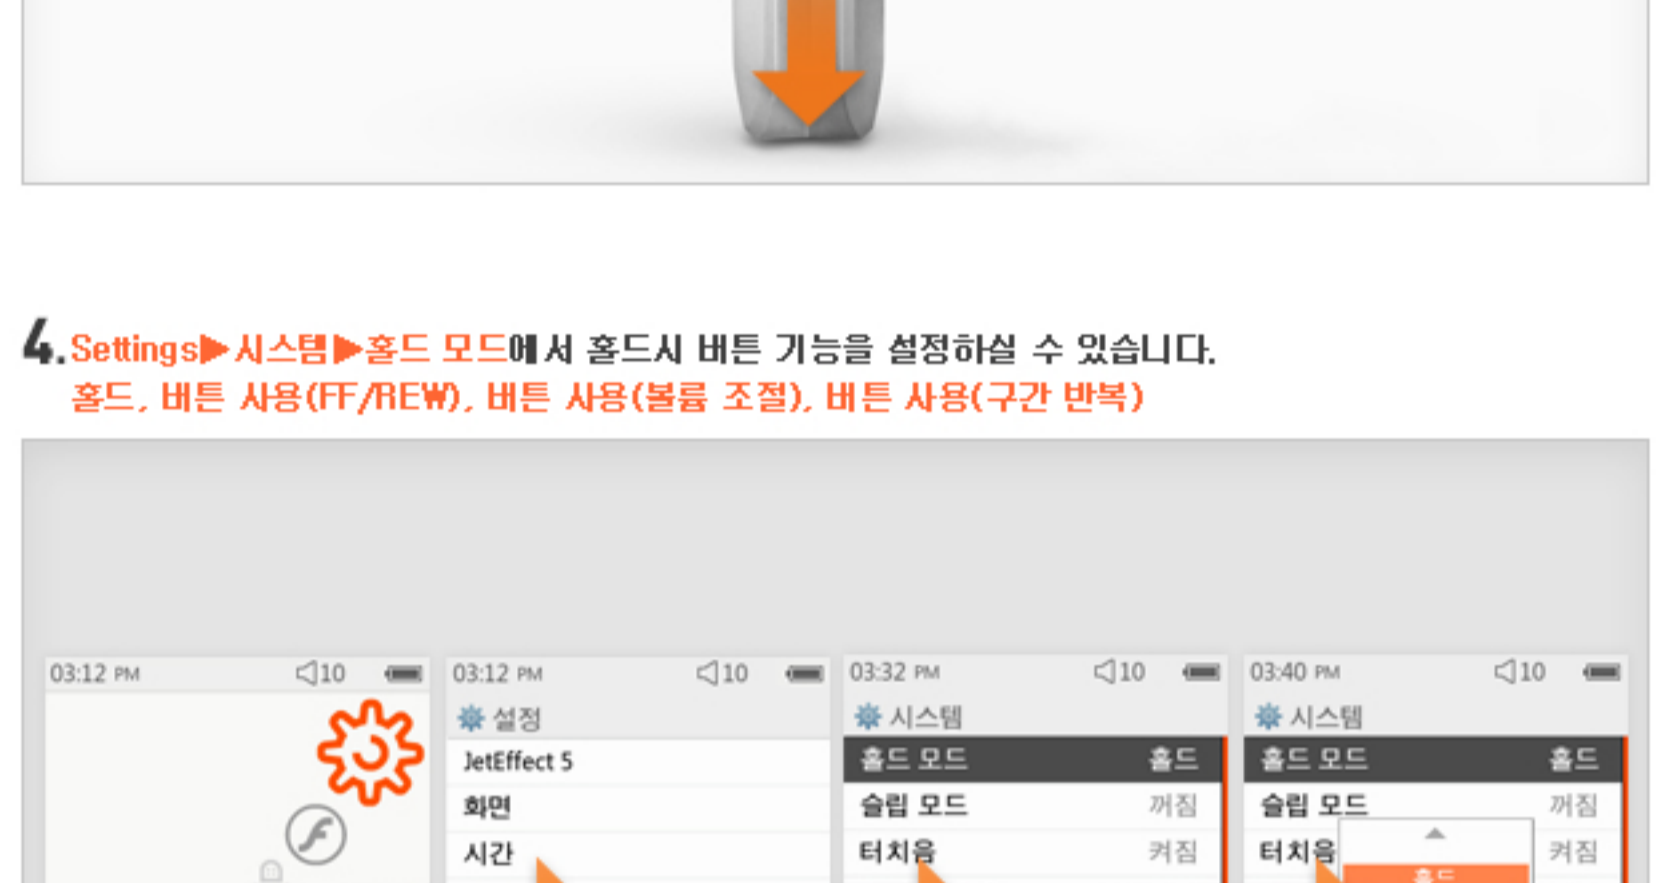 4. Settings▶시스템▶홀드 모드에서 홀드시 버튼 기능을 설정하실 수 있습니다.
홀드, 버튼 사용(FF/REW), 버튼 사용(볼륨 조절), 버튼 사용(구간 반복)
03:12 PM 10
03:12 PM 10
설정
JetEffect 5
화면
시간
03:32 PM 10
시스템
홀드 모드 홀드
슬립 모드 꺼짐
터치음 켜짐
03:40 PM 10
시스템
홀드 모드 홀드
슬립 모드 꺼짐
터치음 켜짐
홀드